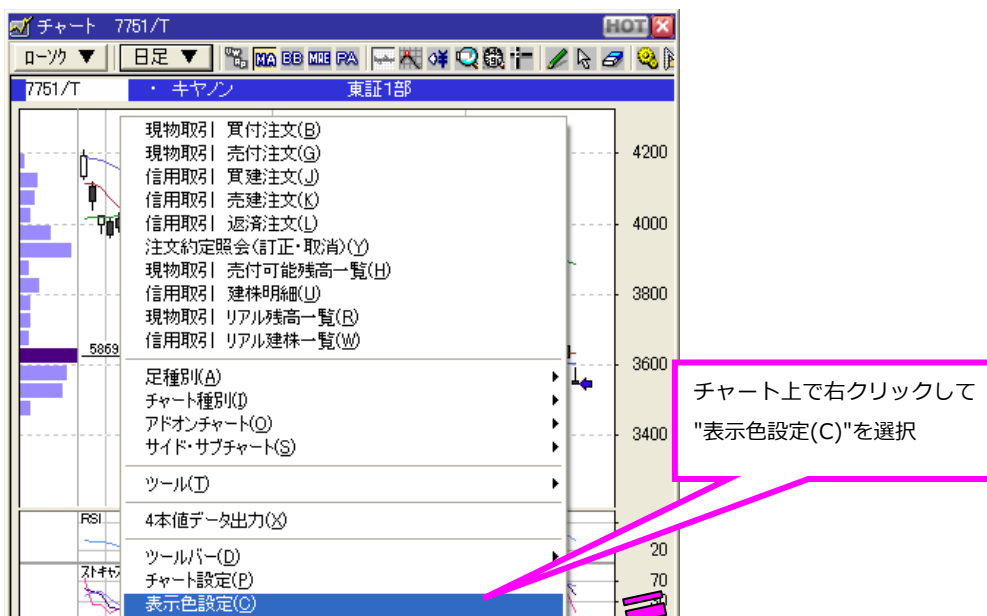 チャート 7751/T
HOT
ローソク ▼ 日足 ▼ MA BB MAE PA
7751/T ・ キヤノン 東証1部
現物取引 買付注文(B)
現物取引 売付注文(G)
信用取引 買建注文(J)
信用取引 売建注文(K)
信用取引 返済注文(L)
注文約定照会(訂正・取消)(Y)
現物取引 売付可能残高一覧(H)
信用取引 建株明細(U)
現物取引 リアル残高一覧(R)
信用取引 リアル建株一覧(W)
足種別(A)
チャート種別(I)
アドオンチャート(O)
サイド・サブチャート(S)
ツール(T)
4本値データ出力(X)
ツールバー(D)
チャート設定(P)
表示色設定(C)
4200
4000
3800
3600
3400
20
70
5869
RSI
チャート上で右クリックして
"表示色設定(C)"を選択